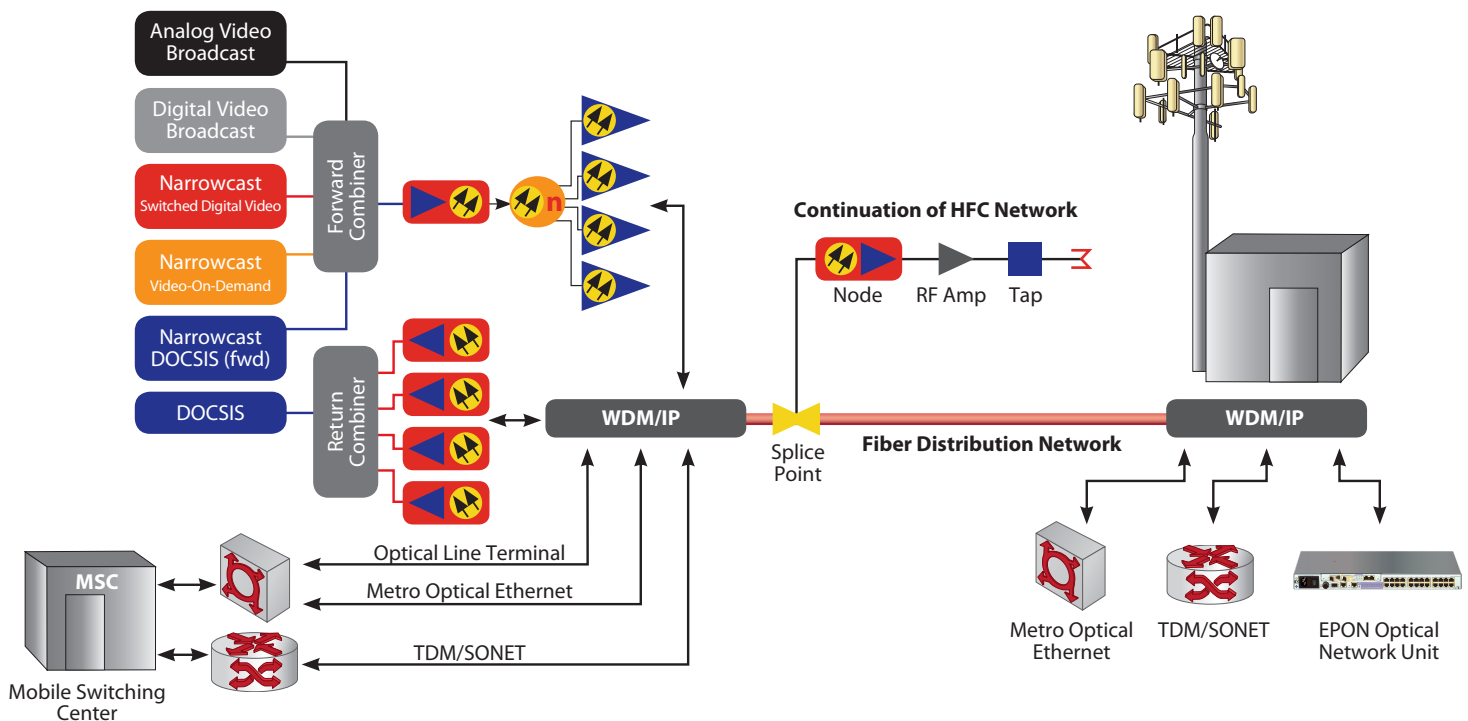 Analog Video
Broadcast
Digital Video
Broadcast
Narrowcast
Switched Digital Video
Narrowcast
Video-On-Demand
Narrowcast
DOCSIS (fwd)
DOCSIS
Forward
Combiner
n
Return
Combiner
Continuation of HFC Network
Node
RF Amp
Tap
WDM/IP
Splice
Point
Fiber Distribution Network
WDM/IP
Optical Line Terminal
Metro Optical Ethernet
TDM/SONET
MSC
Mobile Switching
Center
Metro Optical
Ethernet
TDM/SONET
EPON Optical
Network Unit